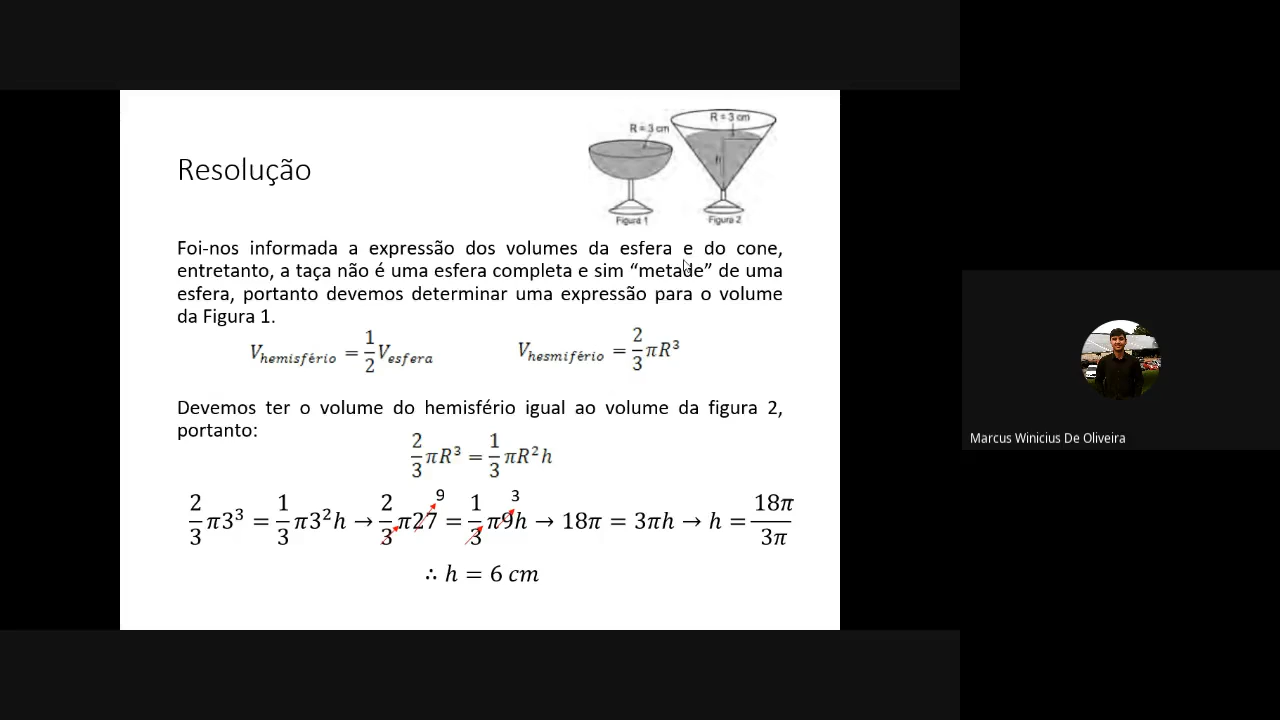 R = 3 cm
R = 3 cm
h
Figura 1
Figura 2
Resolução
Foi-nos informada a expressão dos volumes da esfera e do cone,
entretanto, a taça não é uma esfera completa e sim “metade” de uma
esfera, portanto devemos determinar uma expressão para o volume
da Figura 1.
V_hemisfério = 1/2 V_esfera   V_hesmifério = 2/3 πR³
Devemos ter o volume do hemisfério igual ao volume da figura 2,
portanto:
2/3 πR³ = 1/3 πR²h
9 3
2/3 π3³ = 1/3 π3²h → 2/3 π27 = 1/3 π9h → 18π = 3πh → h = 18π/3π
∴ h = 6 cm
Marcus Winicius De Oliveira